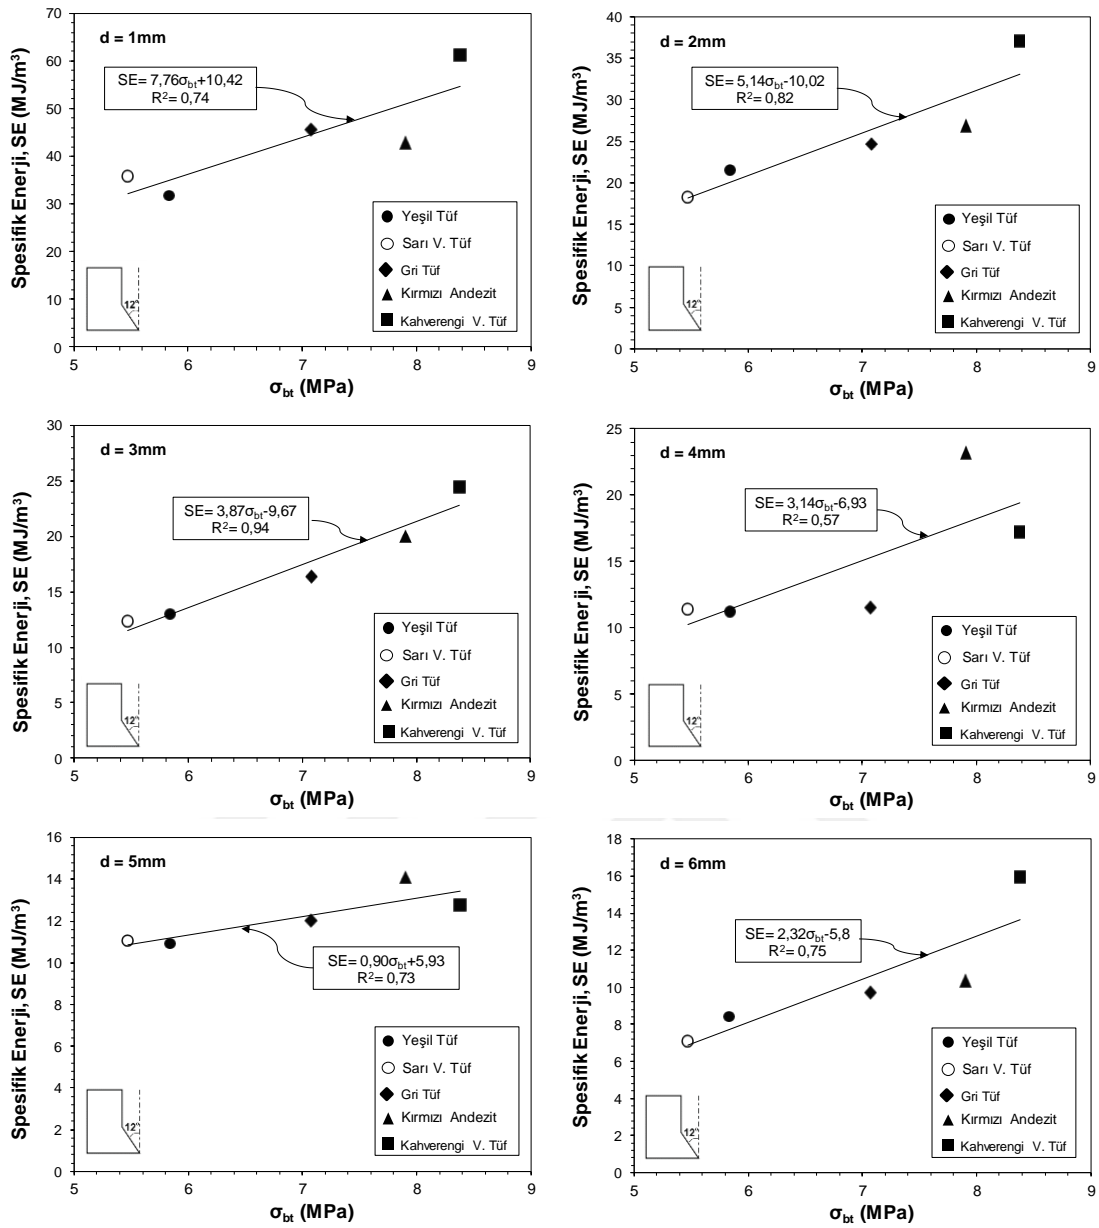 d = 1mm
SE= 7,76σbt+10,42
R²= 0,74
Spesifik Enerji, SE (MJ/m³)
70
60
50
40
30
20
10
0
Yeşil Tüf
Sarı V. Tüf
Gri Tüf
Kırmızı Andezit
Kahverengi V. Tüf
12°
5 6 7 8 9
σbt (MPa)
d = 2mm
SE= 5,14σbt-10,02
R²= 0,82
Spesifik Enerji, SE (MJ/m³)
40
35
30
25
20
15
10
5
0
Yeşil Tüf
Sarı V. Tüf
Gri Tüf
Kırmızı Andezit
Kahverengi V. Tüf
12°
5 6 7 8 9
σbt (MPa)
d = 3mm
SE= 3,87σbt-9,67
R²= 0,94
Spesifik Enerji, SE (MJ/m³)
30
25
20
15
10
5
0
Yeşil Tüf
Sarı V. Tüf
Gri Tüf
Kırmızı Andezit
Kahverengi V. Tüf
12°
5 6 7 8 9
σbt (MPa)
d = 4mm
SE= 3,14σbt-6,93
R²= 0,57
Spesifik Enerji, SE (MJ/m³)
25
20
15
10
5
0
Yeşil Tüf
Sarı V. Tüf
Gri Tüf
Kırmızı Andezit
Kahverengi V. Tüf
12°
5 6 7 8 9
σbt (MPa)
d = 5mm
SE= 0,90σbt+5,93
R²= 0,73
Spesifik Enerji, SE (MJ/m³)
16
14
12
10
8
6
4
2
0
Yeşil Tüf
Sarı V. Tüf
Gri Tüf
Kırmızı Andezit
Kahverengi V. Tüf
12°
5 6 7 8 9
σbt (MPa)
d = 6mm
SE= 2,32σbt-5,8
R²= 0,75
Spesifik Enerji, SE (MJ/m³)
18
16
14
12
10
8
6
4
2
0
Yeşil Tüf
Sarı V. Tüf
Gri Tüf
Kırmızı Andezit
Kahverengi V. Tüf
12°
5 6 7 8 9
σbt (MPa)